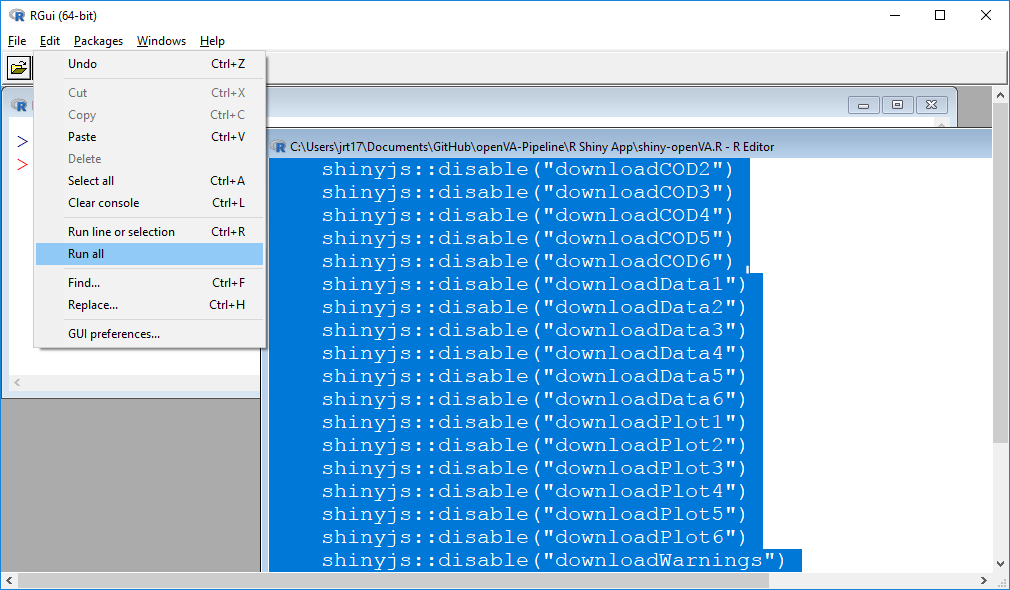 RGui (64-bit)
File Edit Packages Windows Help
Undo Ctrl+Z
Cut Ctrl+X
Copy Ctrl+C
Paste Ctrl+V
Delete
Select all Ctrl+A
Clear console Ctrl+L
Run line or selection Ctrl+R
Run all
Find... Ctrl+F
Replace... Ctrl+H
GUI preferences...
>
>
C:\Users\jrt17\Documents\GitHub\openVA-Pipeline\R Shiny App\shiny-openVA.R - R Editor
shinyjs::disable("downloadCOD2")
shinyjs::disable("downloadCOD3")
shinyjs::disable("downloadCOD4")
shinyjs::disable("downloadCOD5")
shinyjs::disable("downloadCOD6")
shinyjs::disable("downloadData1")
shinyjs::disable("downloadData2")
shinyjs::disable("downloadData3")
shinyjs::disable("downloadData4")
shinyjs::disable("downloadData5")
shinyjs::disable("downloadData6")
shinyjs::disable("downloadPlot1")
shinyjs::disable("downloadPlot2")
shinyjs::disable("downloadPlot3")
shinyjs::disable("downloadPlot4")
shinyjs::disable("downloadPlot5")
shinyjs::disable("downloadPlot6")
shinyjs::disable("downloadWarnings")